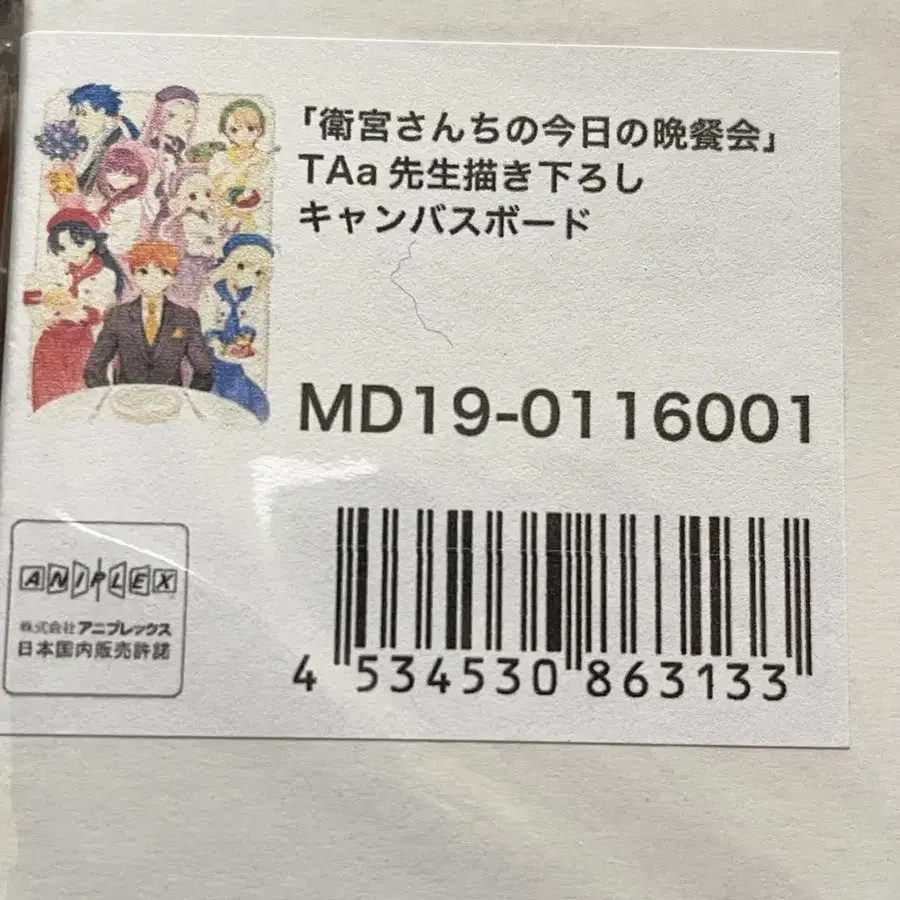 「衛宮さんちの今日の晩餐会」
TAa 先生描き下ろし
キャンバスボード
MD19-0116001
ANIPLEX
株式会社アニプレックス
日本国内販売許諾
4 534530 863133